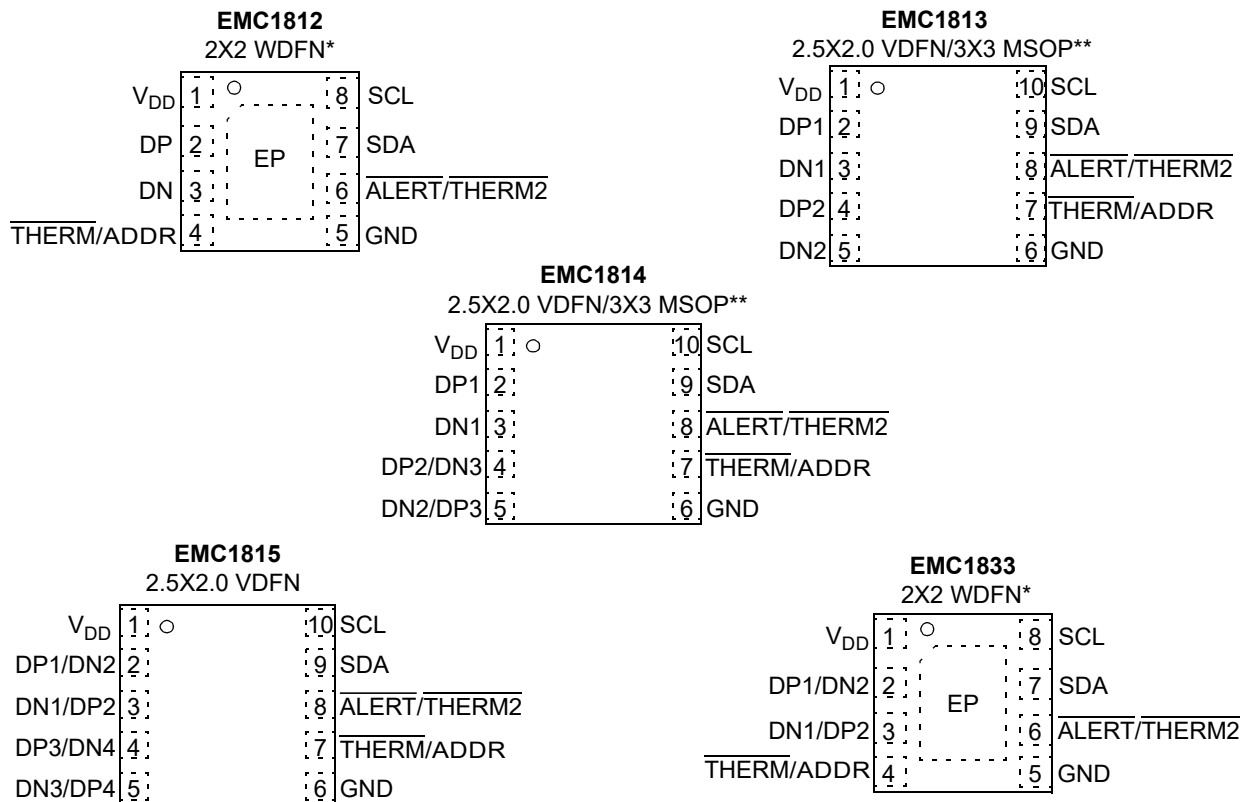 EMC1812
2X2 WDFN*
VDD 1 8 SCL
DP 2 EP 7 SDA
DN 3 6 ALERT/THERM2
THERM/ADDR 4 5 GND
EMC1813
2.5X2.0 VDFN/3X3 MSOP**
VDD 1 10 SCL
DP1 2 9 SDA
DN1 3 8 ALERT/THERM2
DP2 4 7 THERM/ADDR
DN2 5 6 GND
EMC1814
2.5X2.0 VDFN/3X3 MSOP**
VDD 1 10 SCL
DP1 2 9 SDA
DN1 3 8 ALERT/THERM2
DP2/DN3 4 7 THERM/ADDR
DN2/DP3 5 6 GND
EMC1815
2.5X2.0 VDFN
VDD 1 10 SCL
DP1/DN2 2 9 SDA
DN1/DP2 3 8 ALERT/THERM2
DP3/DN4 4 7 THERM/ADDR
DN3/DP4 5 6 GND
EMC1833
2X2 WDFN*
VDD 1 8 SCL
DP1/DN2 2 EP 7 SDA
DN1/DP2 3 6 ALERT/THERM2
THERM/ADDR 4 5 GND